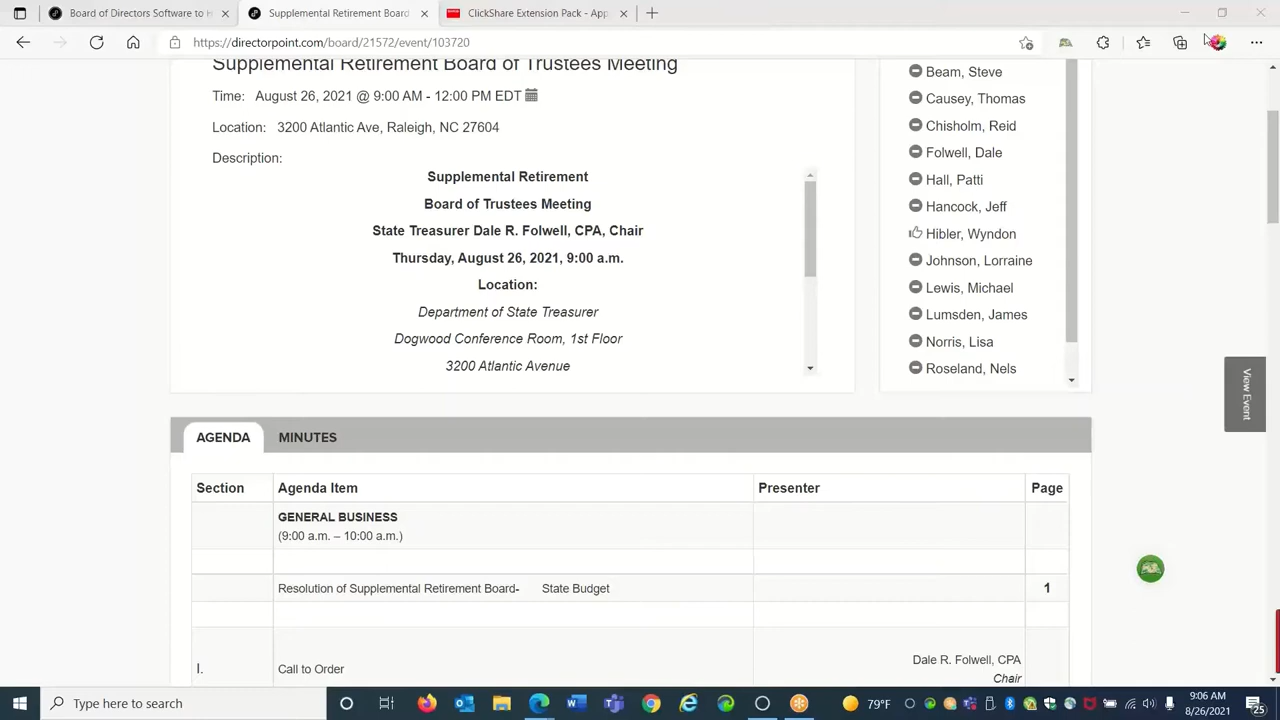 Board of Directors Software to H
Supplemental Retirement Board
ClickShare Extension Pack - App
https://directorpoint.com/board/21572/event/103720
Supplemental Retirement Board of Trustees Meeting
Time: August 26, 2021 @ 9:00 AM - 12:00 PM EDT
Location: 3200 Atlantic Ave, Raleigh, NC 27604
Description:
Supplemental Retirement
Board of Trustees Meeting
State Treasurer Dale R. Folwell, CPA, Chair
Thursday, August 26, 2021, 9:00 a.m.
Location:
Department of State Treasurer
Dogwood Conference Room, 1st Floor
3200 Atlantic Avenue
Beam, Steve
Causey, Thomas
Chisholm, Reid
Folwell, Dale
Hall, Patti
Hancock, Jeff
Hibler, Wyndon
Johnson, Lorraine
Lewis, Michael
Lumsden, James
Norris, Lisa
Roseland, Nels
View Event
AGENDA MINUTES
Section Agenda Item Presenter Page
GENERAL BUSINESS
(9:00 a.m. – 10:00 a.m.)
Resolution of Supplemental Retirement Board- State Budget 1
I. Call to Order Dale R. Folwell, CPA
Chair
Type here to search
79°F
9:06 AM
8/26/2021
25